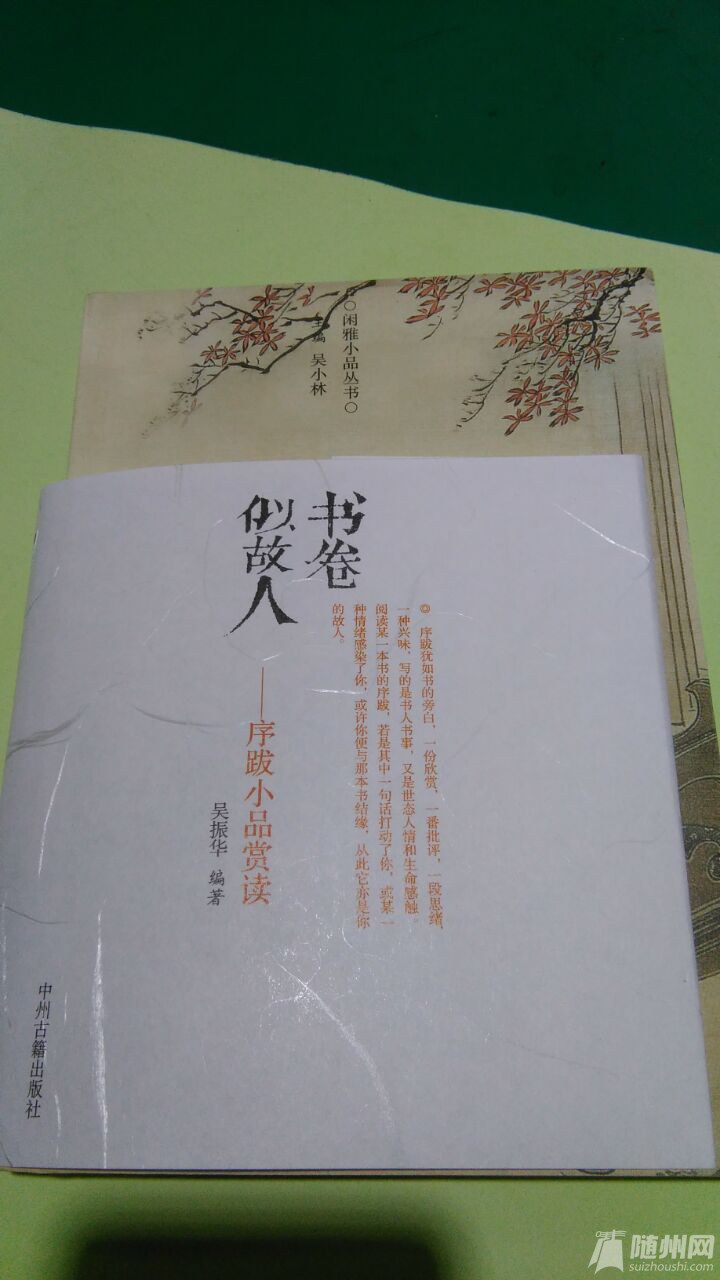 ○闲雅小品丛书○
主编 吴小林
书卷
似故人
——序跋小品赏读
吴振华 编著
◎ 序跋犹如书的旁白，一份欣赏，一番批评，一段思绪，
一种兴味，写的是书人书事，又是世态人情和生命感触。
阅读某一本书的序跋，若是其中一句话打动了你，或某一
种情绪感染了你，或许你便与那本书结缘，从此它亦是你
的故人。
中州古籍出版社
随州网
suizhoushi.com